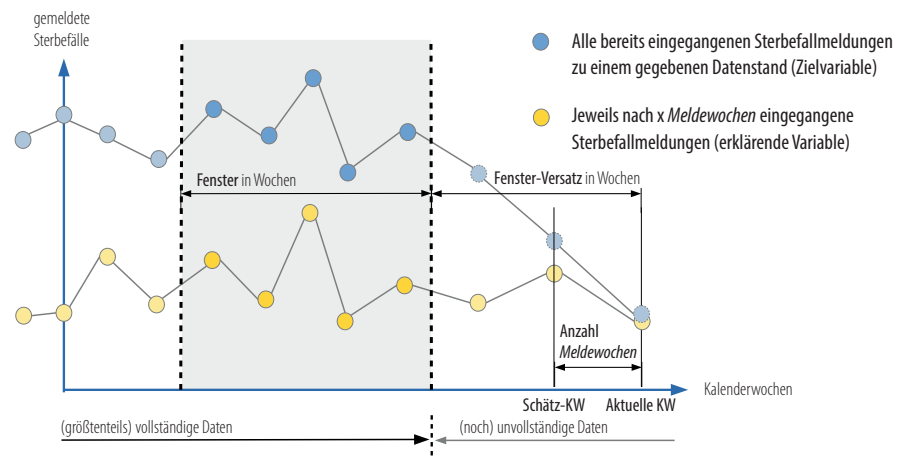 gemeldete
Sterbefälle
Alle bereits eingegangenen Sterbefallmeldungen
zu einem gegebenen Datenstand (Zielvariable)
Jeweils nach x Meldewochen eingegangene
Sterbefallmeldungen (erklärende Variable)
Fenster in Wochen
Fenster-Versatz in Wochen
Anzahl
Meldewochen
Kalenderwochen
Schätz-KW
Aktuelle KW
(größtenteils) vollständige Daten
(noch) unvollständige Daten